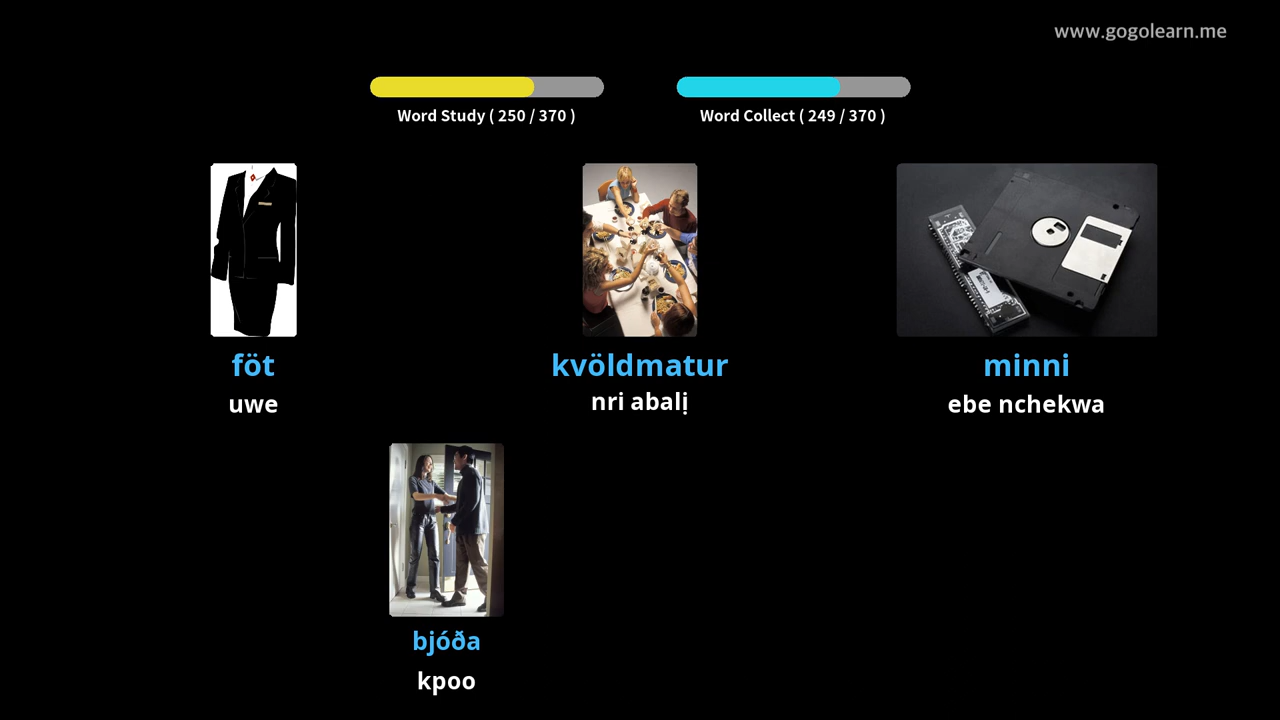 www.gogolearn.me
Word Study ( 250 / 370 )
Word Collect ( 249 / 370 )
föt
kvöldmatur
minni
uwe
nri abalị
ebe nchekwa
bjóða
kpoo